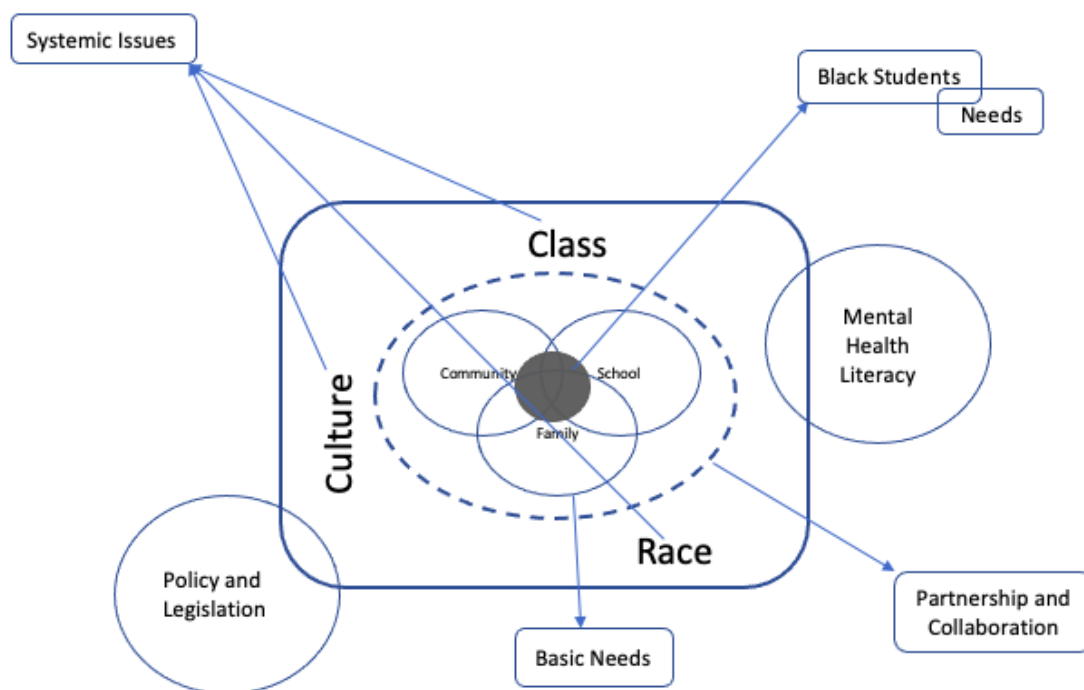 Systemic Issues
Black Students
Needs
Class
Mental
Health
Literacy
Community
School
Family
Culture
Race
Policy and
Legislation
Partnership and
Collaboration
Basic Needs